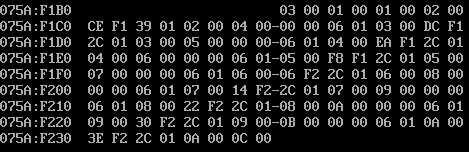 075A:F1B0 03 00 01 00 01 00 02 00
075A:F1C0 CE F1 39 01 02 00 04 00-00 00 06 01 03 00 DC F1
075A:F1D0 2C 01 03 00 05 00 00 00-06 01 04 00 EA F1 2C 01
075A:F1E0 04 00 06 00 00 00 06 01-05 00 F8 F1 2C 01 05 00
075A:F1F0 07 00 00 00 06 01 06 00-06 F2 2C 01 06 00 08 00
075A:F200 00 00 06 01 07 00 14 F2-2C 01 07 00 09 00 00 00
075A:F210 06 01 08 00 22 F2 2C 01-08 00 0A 00 00 00 06 01
075A:F220 09 00 30 F2 2C 01 09 00-0B 00 00 00 06 01 0A 00
075A:F230 3E F2 2C 01 0A 00 0C 00